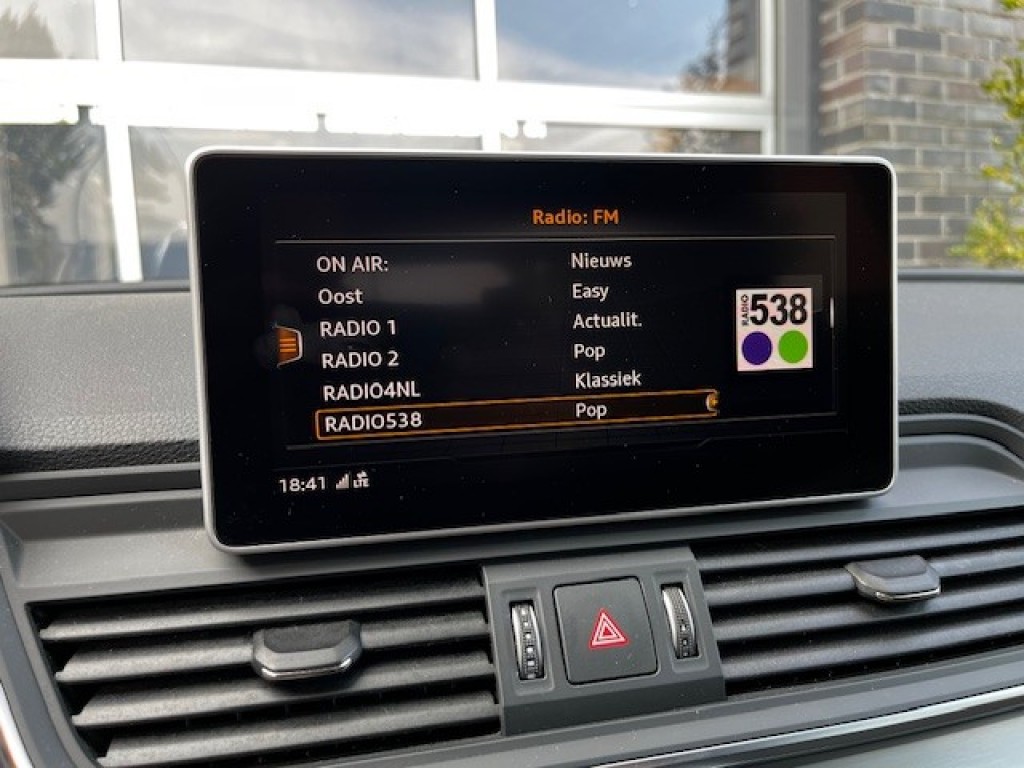 Radio: FM
ON AIR: Nieuws
Oost Easy
RADIO 1 Actualit.
RADIO 2 Pop
RADIO4NL Klassiek
RADIO538 Pop
RADIO 538
18:41 LTE